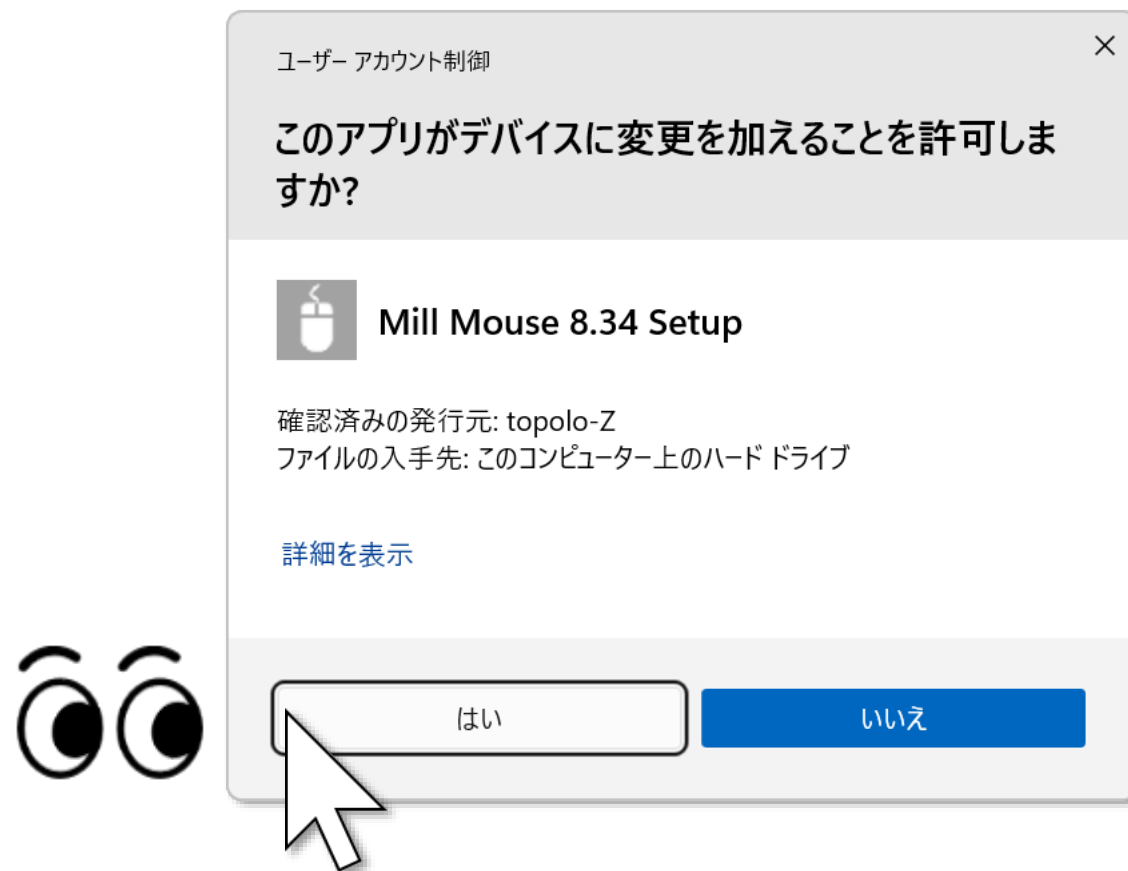 ユーザー アカウント制御
このアプリがデバイスに変更を加えることを許可しま
すか?
Mill Mouse 8.34 Setup
確認済みの発行元: topolo-Z
ファイルの入手先: このコンピューター上のハード ドライブ
詳細を表示
はい
いいえ